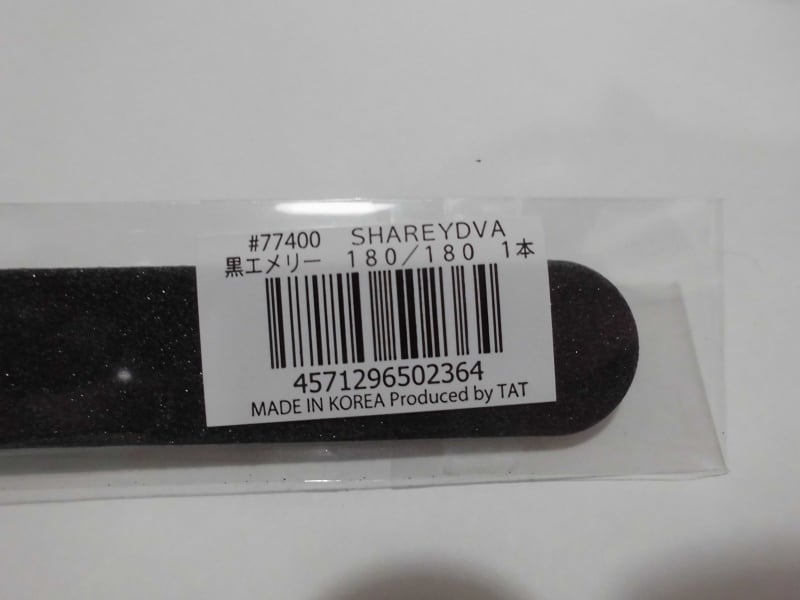 #77400 SHAREYDVA
黒エメリー 180/180 1本
4571296502364
MADE IN KOREA Produced by TAT